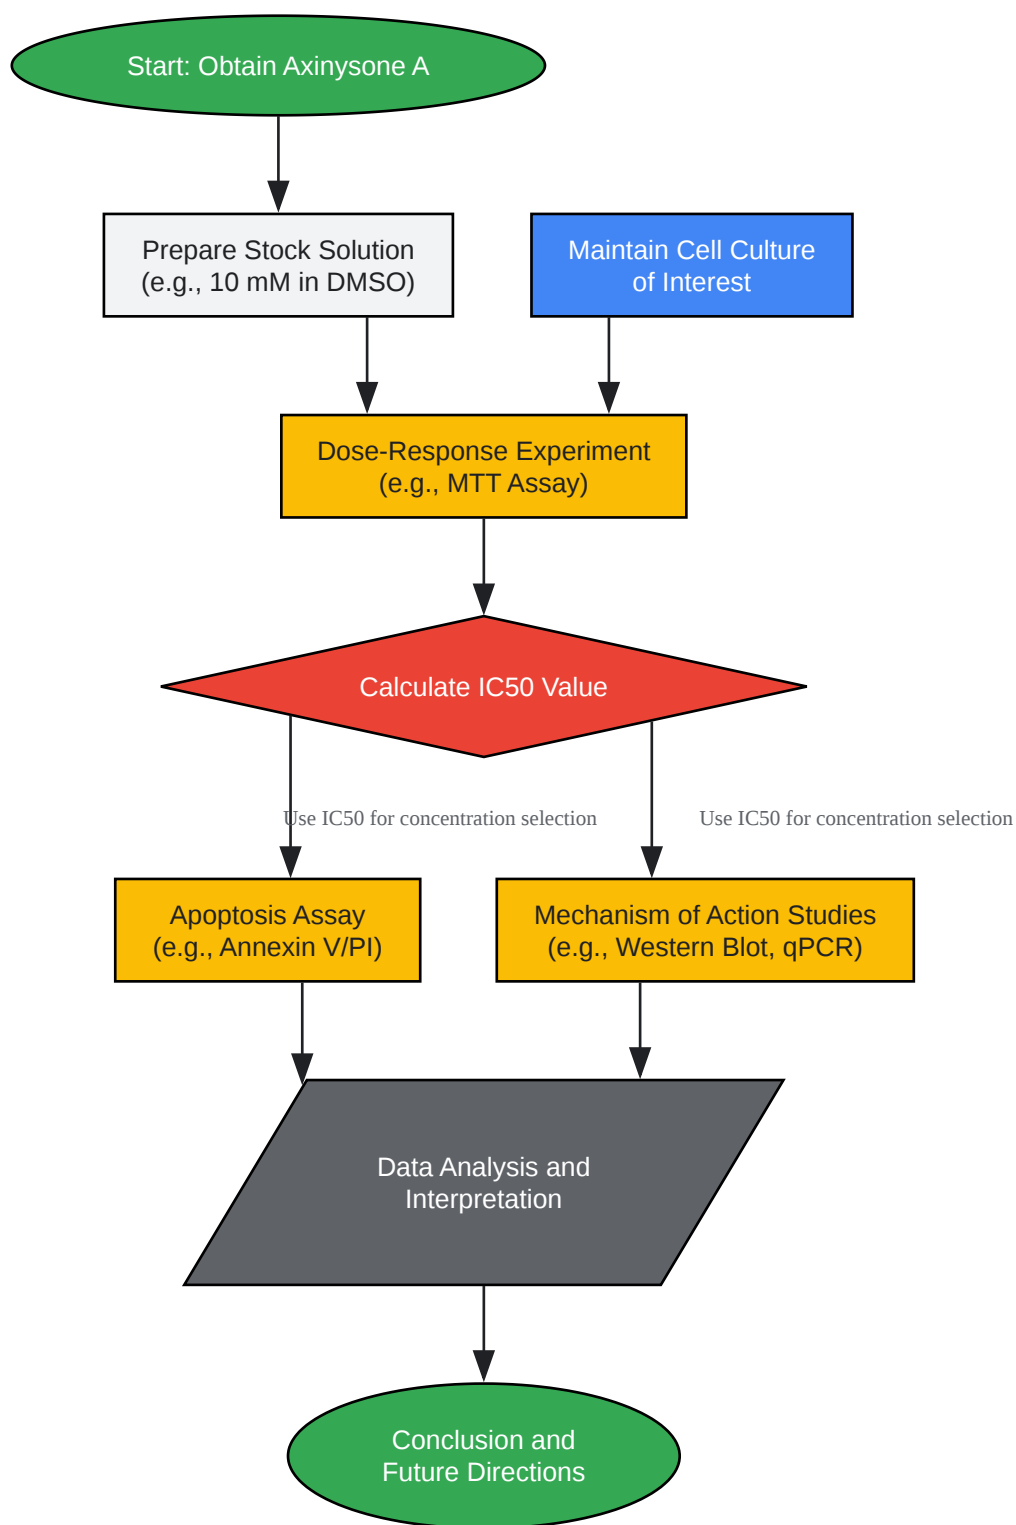 Start: Obtain Axinysone A
Prepare Stock Solution
(e.g., 10 mM in DMSO)
Maintain Cell Culture
of Interest
Dose-Response Experiment
(e.g., MTT Assay)
Calculate IC50 Value
Use IC50 for concentration selection
Use IC50 for concentration selection
Apoptosis Assay
(e.g., Annexin V/PI)
Mechanism of Action Studies
(e.g., Western Blot, qPCR)
Data Analysis and
Interpretation
Conclusion and
Future Directions